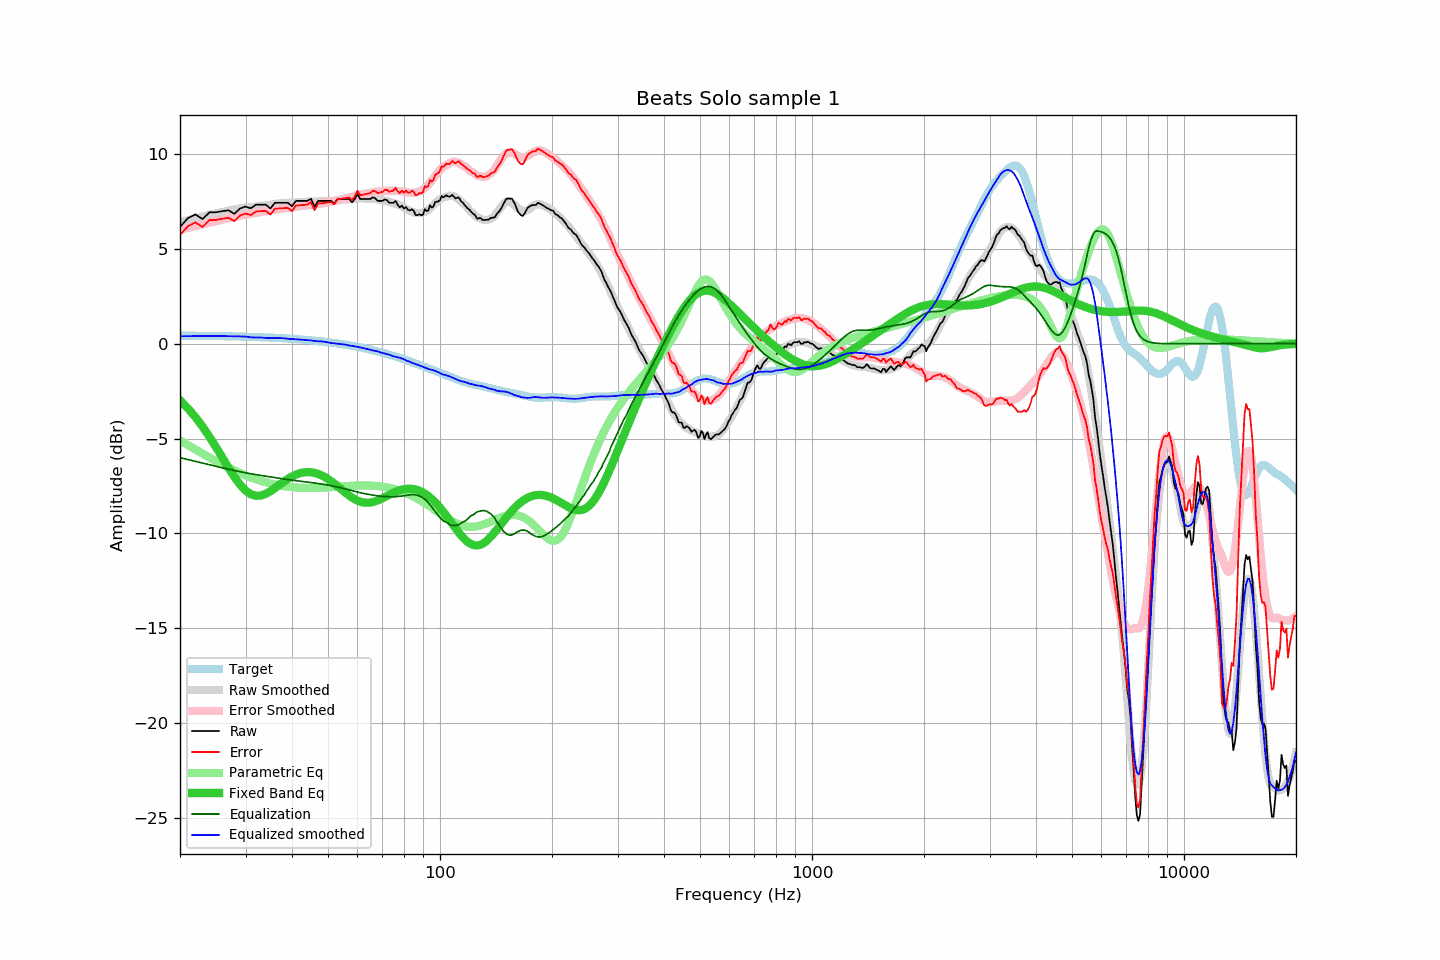 Beats Solo sample 1
10
5
0
−5
−10
−15
−20
−25
Amplitude (dBr)
Target
Raw Smoothed
Error Smoothed
Raw
Error
Parametric Eq
Fixed Band Eq
Equalization
Equalized smoothed
100
1000
10000
Frequency (Hz)